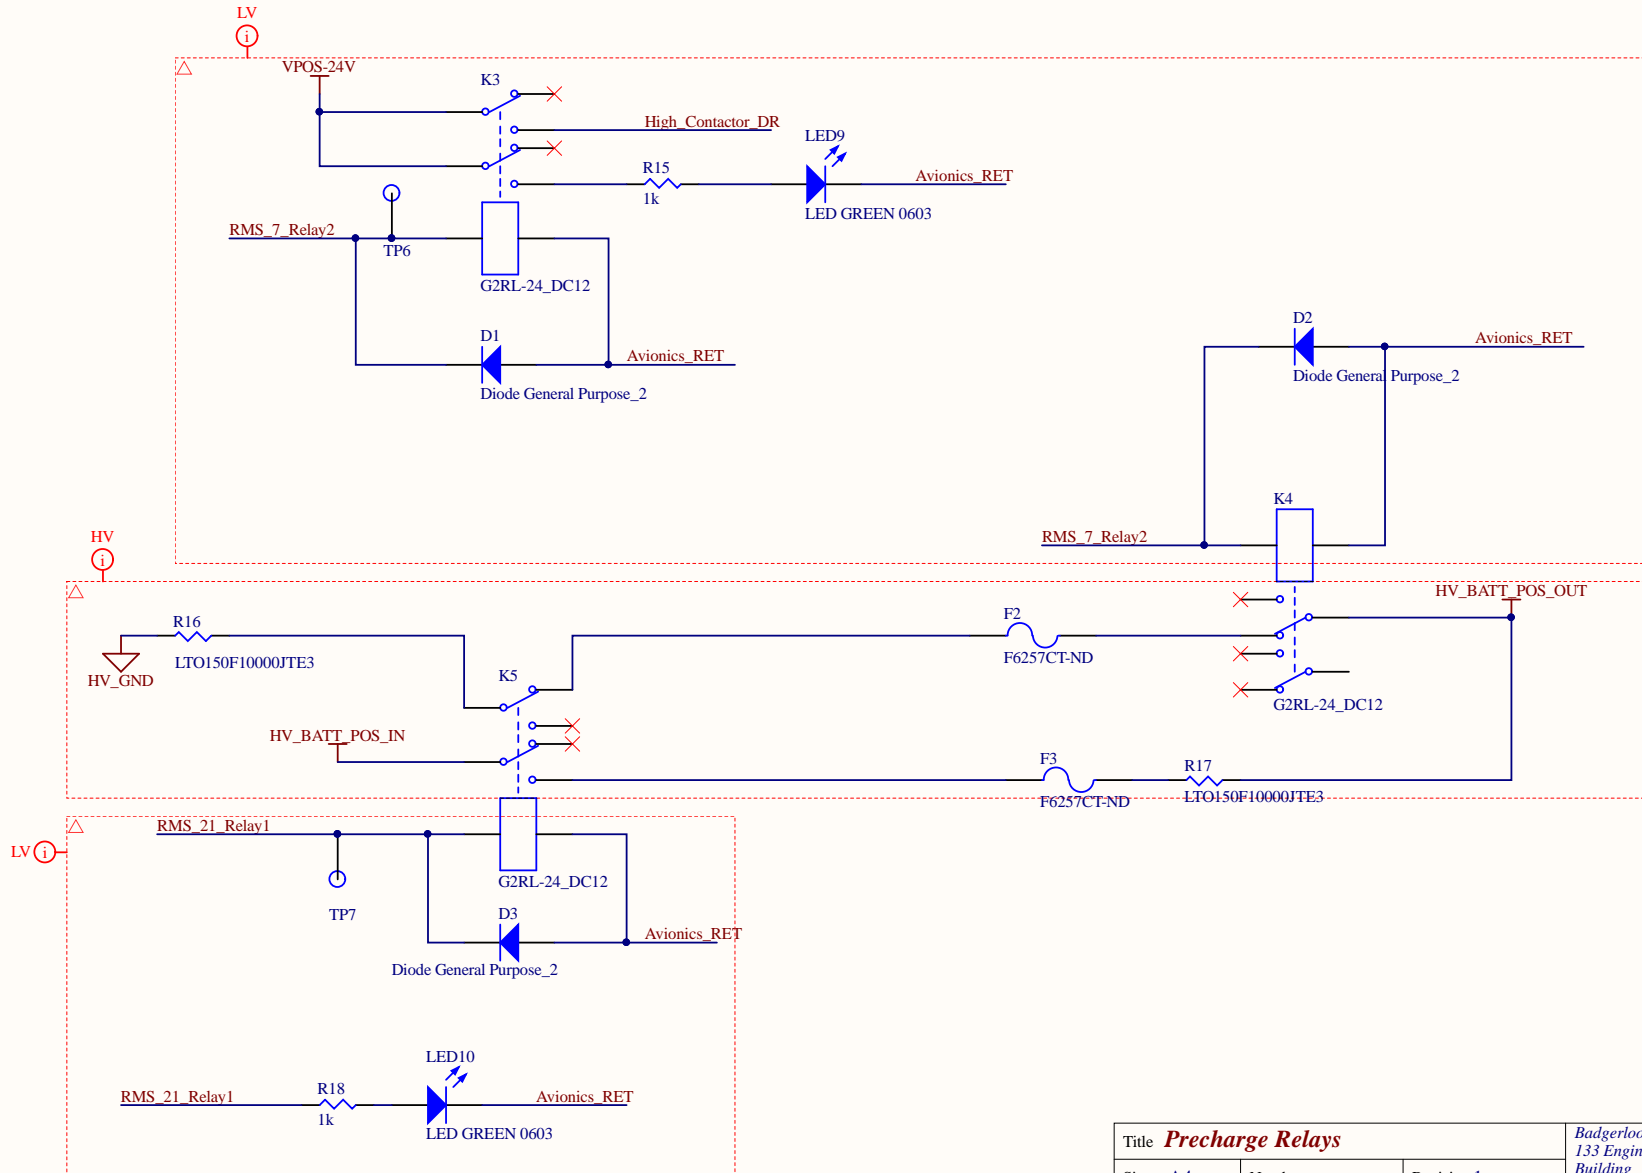 LV
i
VPOS-24V
K3
High_Contactor_DR
LED9
R15
Avionics_RET
1k
LED GREEN 0603
RMS_7_Relay2
TP6
G2RL-24_DC12
D1
Avionics_RET
Diode General Purpose_2
D2
Avionics_RET
Diode General Purpose_2
K4
RMS_7_Relay2
HV
i
HV_BATT_POS_OUT
R16
F2
LTO150F10000JTE3
F6257CT-ND
HV_GND
K5
G2RL-24_DC12
HV_BATT_POS_IN
F3
R17
F6257CT-ND
LTO150F10000JTE3
RMS_21_Relay1
LV
i
G2RL-24_DC12
TP7
D3
Avionics_RET
Diode General Purpose_2
LED10
RMS_21_Relay1
R18
Avionics_RET
1k
LED GREEN 0603
Title Precharge Relays
Badgerloo
133 Engin
Building